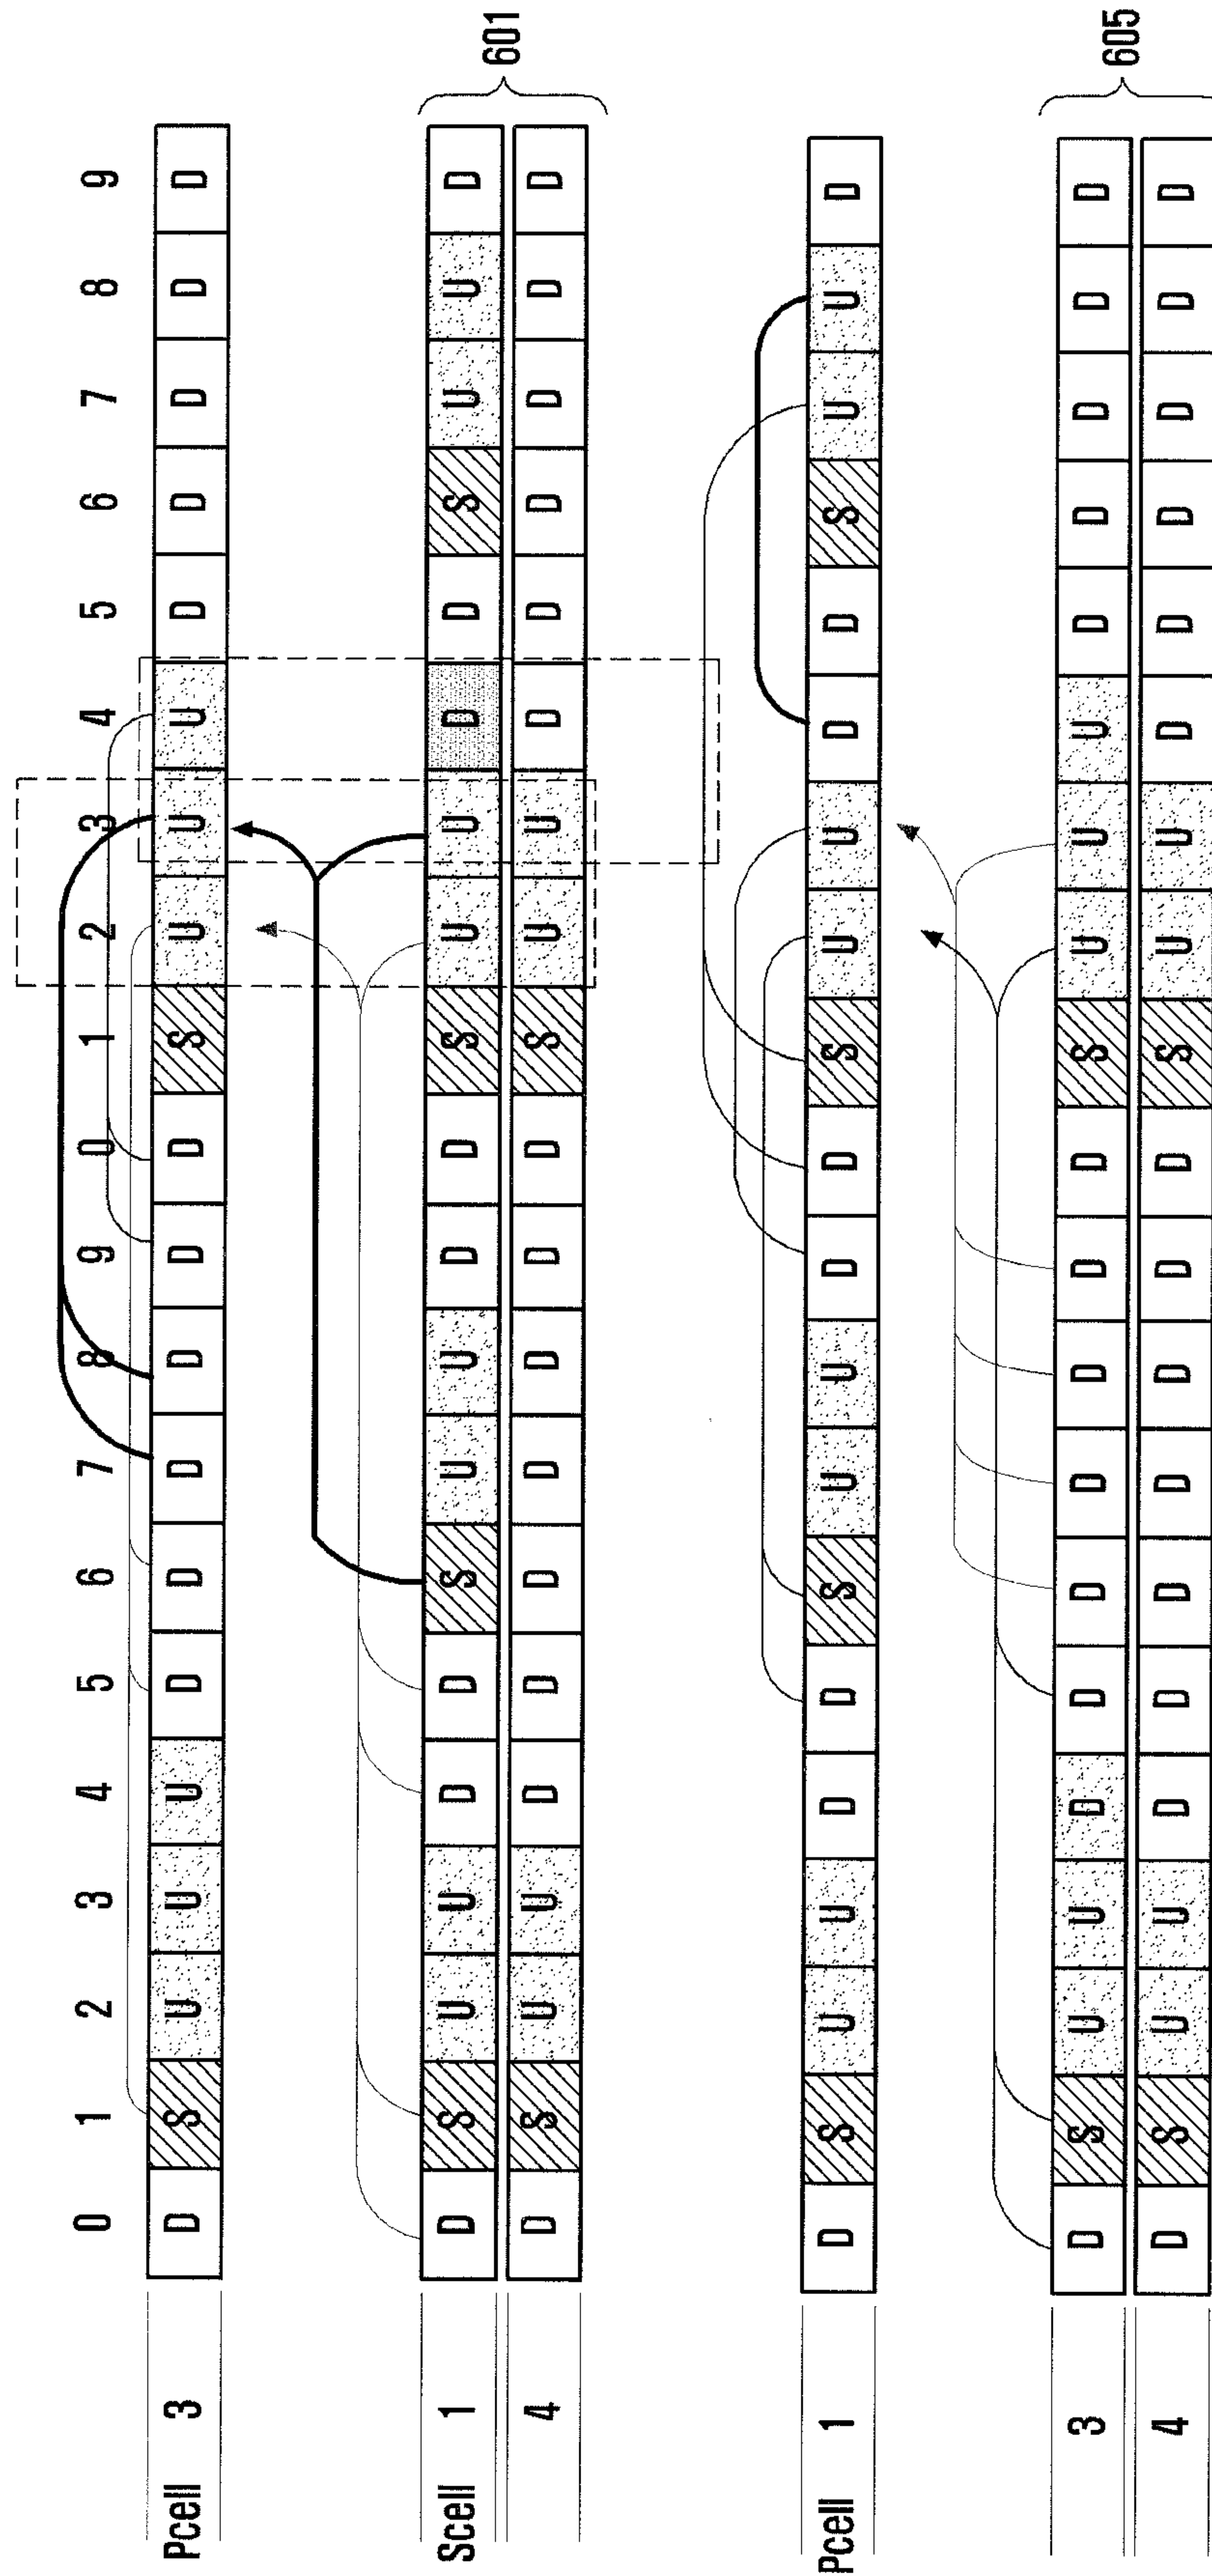 0 1 2 3 4 5 6 7 8 9 0 1 2 3 4 5 6 7 8 9
Pcell 3 D S U U U D D D D D D S U U U D D D D D
Scell 1 D S U U D D S U U D D S U U D D S U U D
4 D S U U D D D D D D D S U U D D D D D D
601
Pcell 1 D S U U D D S U U D D S U U D D S U U D
3 D S U U D D D D D D D S U U U D D D D D
4 D S U U D D D D D D D S U U D D D D D D
605